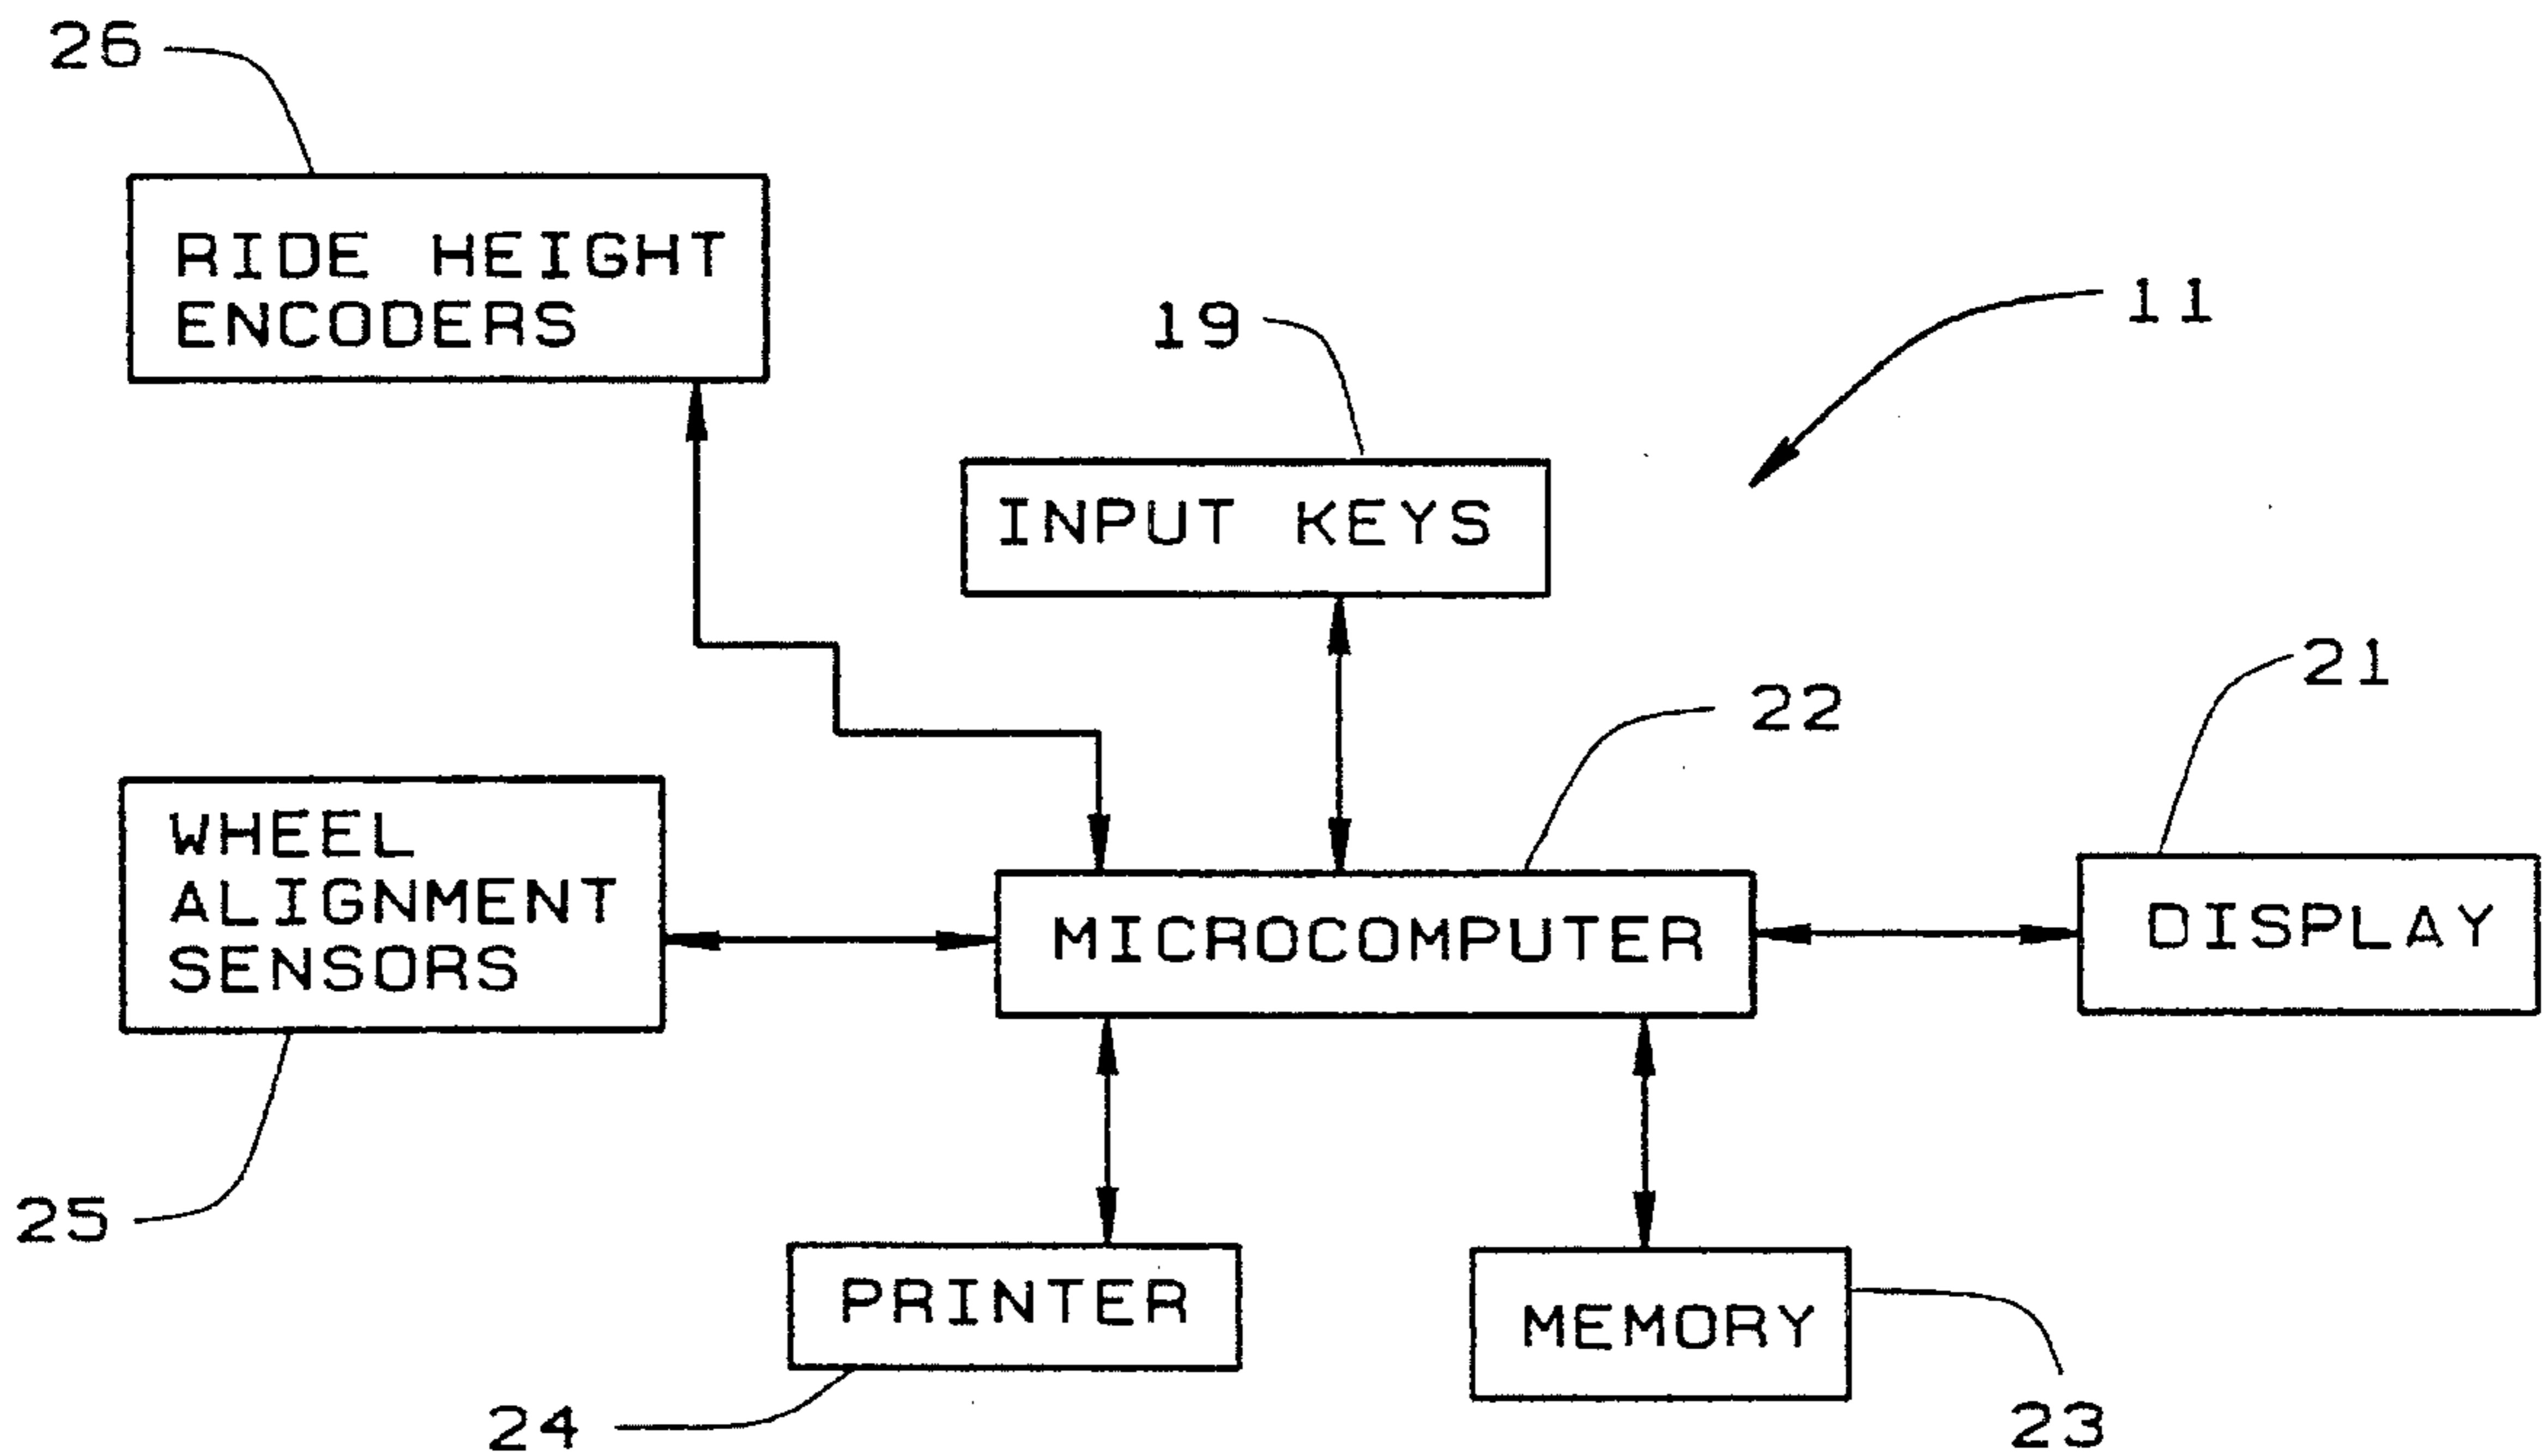 26
RIDE HEIGHT
ENCODERS
19
11
INPUT KEYS
22
21
WHEEL
ALIGNMENT
SENSORS
MICROCOMPUTER
DISPLAY
25
PRINTER
MEMORY
24
23